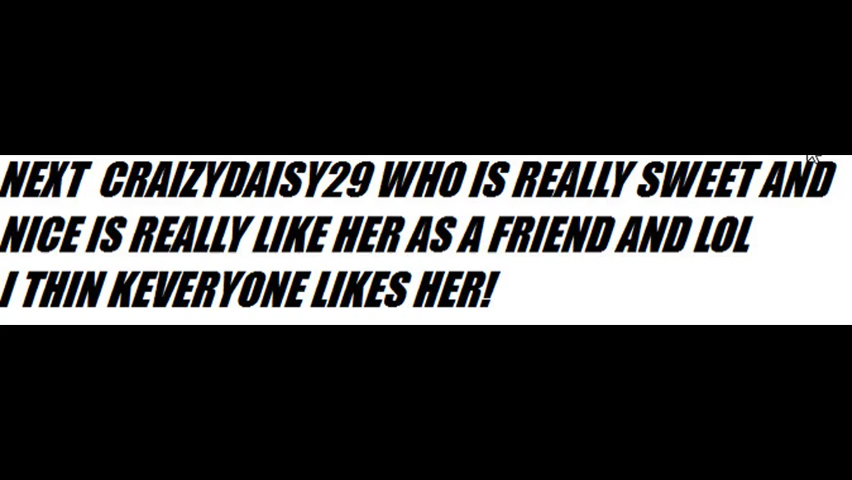 NEXT  CRAIZYDAISY29 WHO IS REALLY SWEET AND
NICE IS REALLY LIKE HER AS A FRIEND AND LOL
I THIN KEVERYONE LIKES HER!